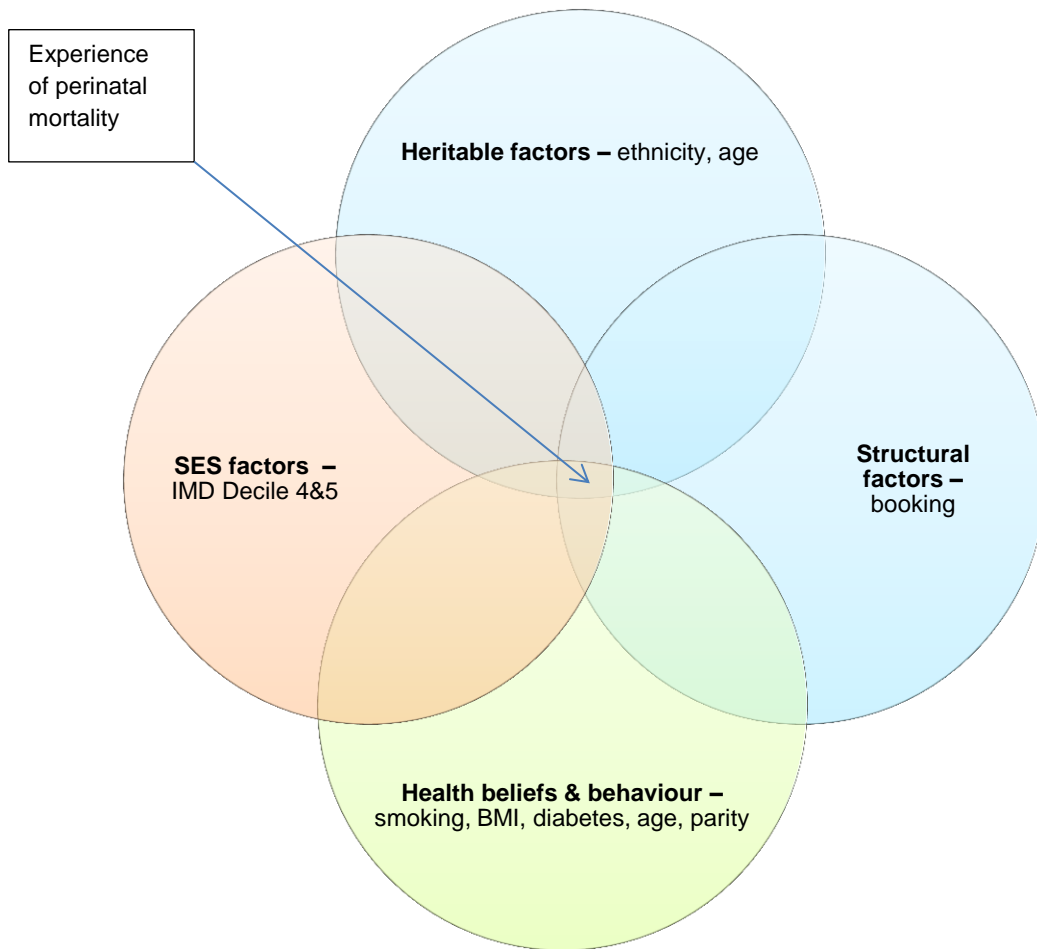 Experience
of perinatal
mortality
Heritable factors – ethnicity, age
SES factors –
IMD Decile 4&5
Structural
factors –
booking
Health beliefs & behaviour –
smoking, BMI, diabetes, age, parity